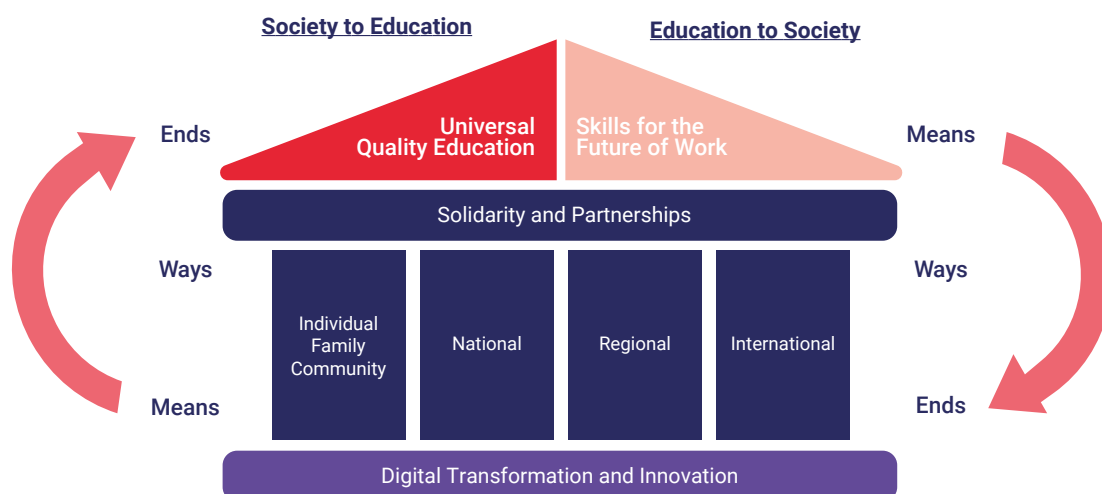 Society to Education
Education to Society
Ends
Universal
Quality Education
Skills for the
Future of Work
Means
Solidarity and Partnerships
Ways
Individual
Family
Community
National
Regional
International
Ways
Means
Ends
Digital Transformation and Innovation